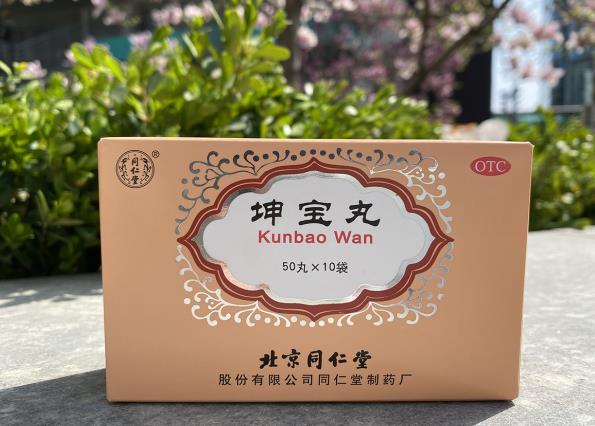 同仁堂
®
OTC
坤宝丸
Kunbao Wan
50丸×10袋
北京同仁堂
股份有限公司同仁堂制药厂